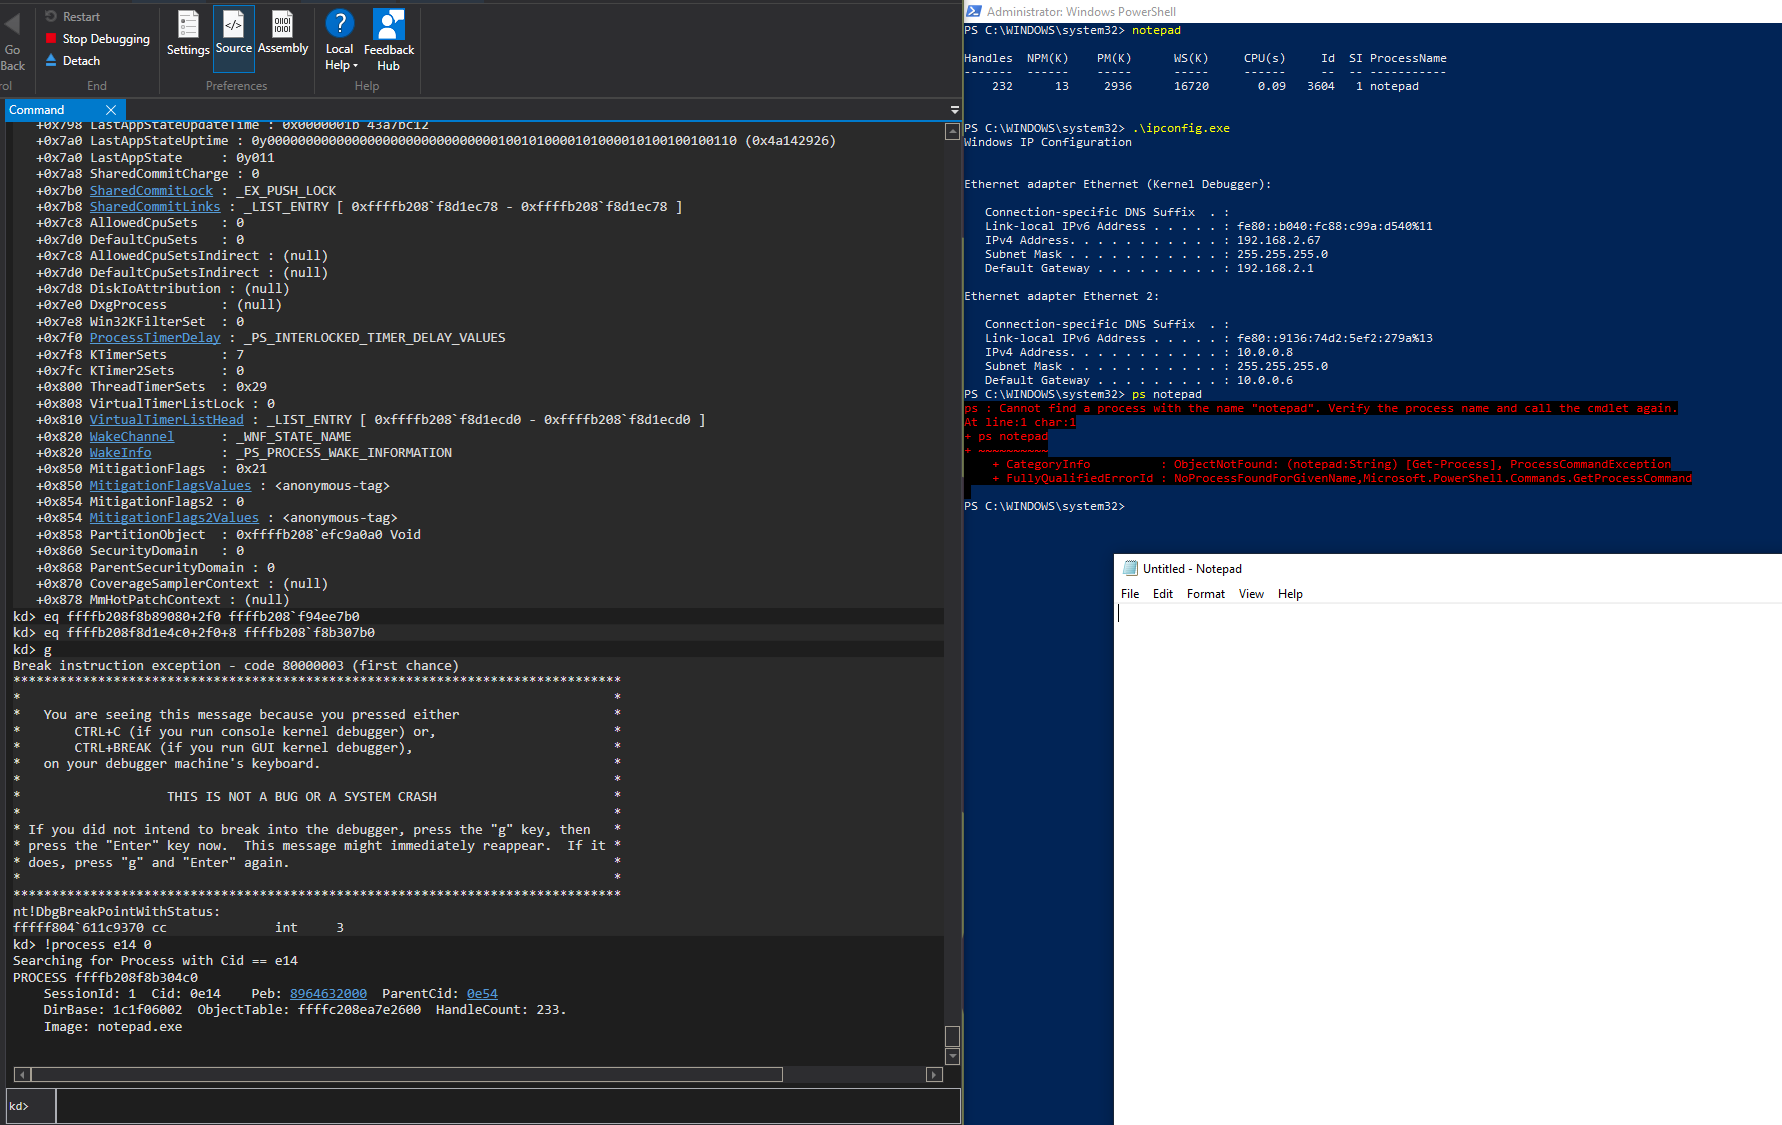 Go
Back
rol
Restart
Stop Debugging
Detach
End
Settings
Source
Assembly
Preferences
Local
Help
Feedback
Hub
Help
Command
+0x798 LastAppStateUpdateTime : 0x0000001b`43a7bc12
+0x7a0 LastAppStateUptime :
+0x7a0 LastAppState     : 0y011
+0x7a8 SharedCommitCharge : 0
+0x7b0 SharedCommitLock : _EX_PUSH_LOCK
+0x7b8 SharedCommitLinks : _LIST_ENTRY [ 0xffffb208`f8d1ec78 - 0xffffb208`f8d1ec78 ]
+0x7c8 AllowedCpuSets   : 0
+0x7d0 DefaultCpuSets   : 0
+0x7c8 AllowedCpuSetsIndirect : (null)
+0x7d0 DefaultCpuSetsIndirect : (null)
+0x7d8 DiskIoAttribution : (null)
+0x7e0 DxgProcess       : (null)
+0x7e8 Win32KFilterSet  : 0
+0x7f0 ProcessTimerDelay : _PS_INTERLOCKED_TIMER_DELAY_VALUES
+0x7f8 KTimerSets       : 7
+0x7fc KTimer2Sets      : 0
+0x800 ThreadTimerSets  : 0x29
+0x808 VirtualTimerListLock : 0
+0x810 VirtualTimerListHead : _LIST_ENTRY [ 0xffffb208`f8d1ecd0 - 0xffffb208`f8d1ecd0 ]
+0x820 WakeChannel      : _WNF_STATE_NAME
+0x820 WakeInfo         : _PS_PROCESS_WAKE_INFORMATION
+0x850 MitigationFlags  : 0x21
+0x850 MitigationFlagsValues : <anonymous-tag>
+0x854 MitigationFlags2 : 0
+0x854 MitigationFlags2Values : <anonymous-tag>
+0x858 PartitionObject  : 0xffffb208`efc9a0a0 Void
+0x860 SecurityDomain   : 0
+0x868 ParentSecurityDomain : 0
+0x870 CoverageSamplerContext : (null)
+0x878 MmHotPatchContext : (null)
kd> eq ffffb208f8b89080+2f0 ffffb208`f94ee7b0
kd> eq ffffb208f8d1e4c0+2f0+8 ffffb208`f8b307b0
kd> g
Break instruction exception - code 80000003 (first chance)
*******************************************************************************
*                                                                             *
*   You are seeing this message because you pressed either                    *
*       CTRL+C (if you run console kernel debugger) or,                       *
*       CTRL+BREAK (if you run GUI kernel debugger),                          *
*   on your debugger machine's keyboard.                                      *
*                                                                             *
*                   THIS IS NOT A BUG OR A SYSTEM CRASH                       *
*                                                                             *
* If you did not intend to break into the debugger, press the "g" key, then   *
* press the "Enter" key now.  This message might immediately reappear.  If it *
* does, press "g" and "Enter" again.                                          *
*                                                                             *
*******************************************************************************
nt!DbgBreakPointWithStatus:
fffff804`611c9370 cc              int     3
kd> !process e14 0
Searching for Process with Cid == e14
PROCESS ffffb208f8b304c0
SessionId: 1  Cid: 0e14    Peb: 8964632000  ParentCid: 0e54
DirBase: 1c1f06002  ObjectTable: ffffc208ea7e2600  HandleCount: 233.
Image: notepad.exe
kd>
Administrator: Windows PowerShell
PS C:\WINDOWS\system32> notepad
Handles  NPM(K)    PM(K)      WS(K)     CPU(s)     Id  SI ProcessName
-------  ------    -----      -----     ------     --  -- -----------
232      13     2936      16720       0.09   3604   1 notepad
PS C:\WINDOWS\system32> .\ipconfig.exe
Windows IP Configuration
Ethernet adapter Ethernet (Kernel Debugger):
Connection-specific DNS Suffix  . :
Link-local IPv6 Address . . . . . : fe80::b040:fc88:c99a:d540%11
IPv4 Address. . . . . . . . . . . : 192.168.2.67
Subnet Mask . . . . . . . . . . . : 255.255.255.0
Default Gateway . . . . . . . . . : 192.168.2.1
Ethernet adapter Ethernet 2:
Connection-specific DNS Suffix  . :
Link-local IPv6 Address . . . . . : fe80::9136:74d2:5ef2:279a%13
IPv4 Address. . . . . . . . . . . : 10.0.0.8
Subnet Mask . . . . . . . . . . . : 255.255.255.0
Default Gateway . . . . . . . . . : 10.0.0.6
PS C:\WINDOWS\system32> ps notepad
ps : Cannot find a process with the name "notepad". Verify the process name and call the cmdlet again.
At line:1 char:1
+ ps notepad
+ ~~~~~~~~~~
+ CategoryInfo          : ObjectNotFound: (notepad:String) [Get-Process], ProcessCommandException
+ FullyQualifiedErrorId : NoProcessFoundForGivenName,Microsoft.PowerShell.Commands.GetProcessCommand
PS C:\WINDOWS\system32>
Untitled - Notepad
File  Edit  Format  View  Help